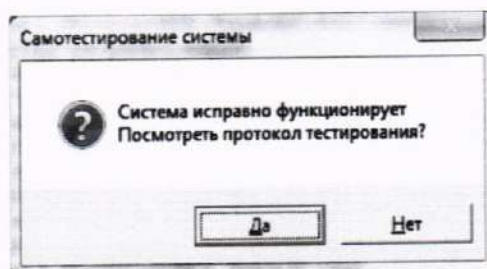 Самотестирование системы
Система исправно функционирует
Посмотреть протокол тестирования?
Да
Нет